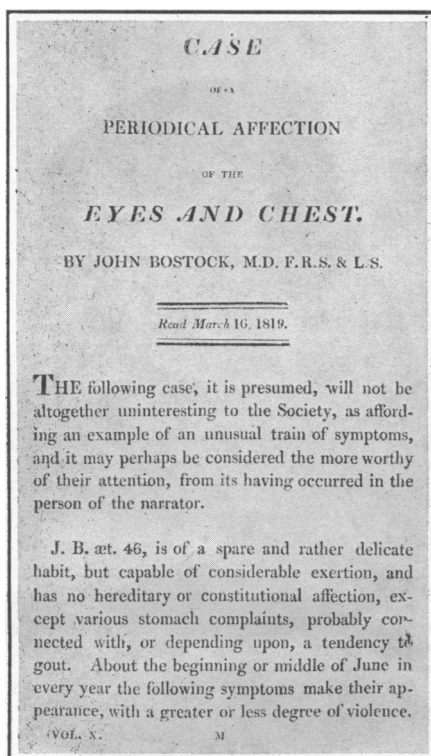 CASE
OF A
PERIODICAL AFFECTION
OF THE
EYES AND CHEST.
BY JOHN BOSTOCK, M.D. F.R.S. & L.S.
Read March 16, 1819.
THE following case, it is presumed, will not be
altogether uninteresting to the Society, as afford-
ing an example of an unusual train of symptoms,
and it may perhaps be considered the more worthy
of their attention, from its having occurred in the
person of the narrator.
J. B. æt. 46, is of a spare and rather delicate
habit, but capable of considerable exertion, and
has no hereditary or constitutional affection, ex-
cept various stomach complaints, probably con-
nected with, or depending upon, a tendency to
gout. About the beginning or middle of June in
every year the following symptoms make their ap-
pearance, with a greater or less degree of violence.
VOL. X. M